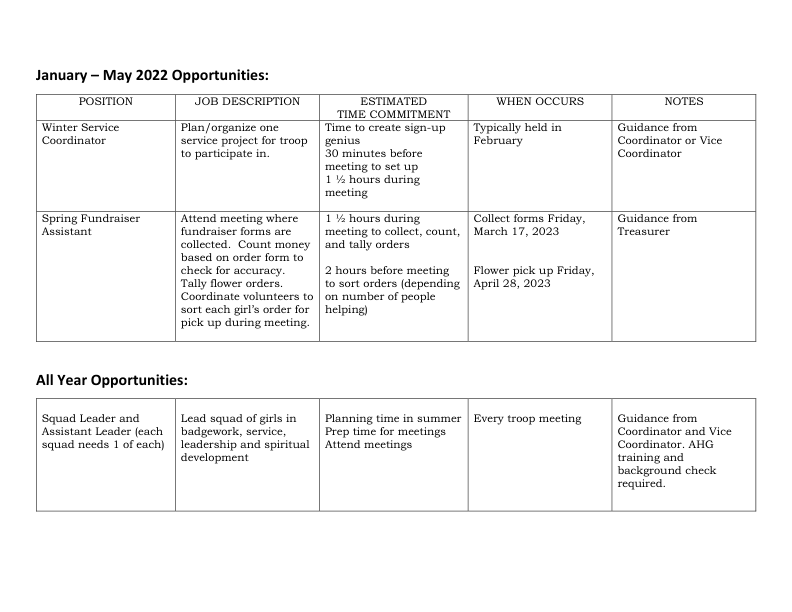 January – May 2022 Opportunities:
POSITION
JOB DESCRIPTION
ESTIMATED
TIME COMMITMENT
WHEN OCCURS
NOTES
Winter Service
Coordinator
Plan/organize one
service project for troop
to participate in.
Time to create sign-up
genius
30 minutes before
meeting to set up
1 ½ hours during
meeting
Typically held in
February
Guidance from
Coordinator or Vice
Coordinator
Spring Fundraiser
Assistant
Attend meeting where
fundraiser forms are
collected.  Count money
based on order form to
check for accuracy.
Tally flower orders.
Coordinate volunteers to
sort each girl’s order for
pick up during meeting.
1 ½ hours during
meeting to collect, count,
and tally orders
2 hours before meeting
to sort orders (depending
on number of people
helping)
Collect forms Friday,
March 17, 2023
Flower pick up Friday,
April 28, 2023
Guidance from
Treasurer
All Year Opportunities:
Squad Leader and
Assistant Leader (each
squad needs 1 of each)
Lead squad of girls in
badgework, service,
leadership and spiritual
development
Planning time in summer
Prep time for meetings
Attend meetings
Every troop meeting
Guidance from
Coordinator and Vice
Coordinator. AHG
training and
background check
required.